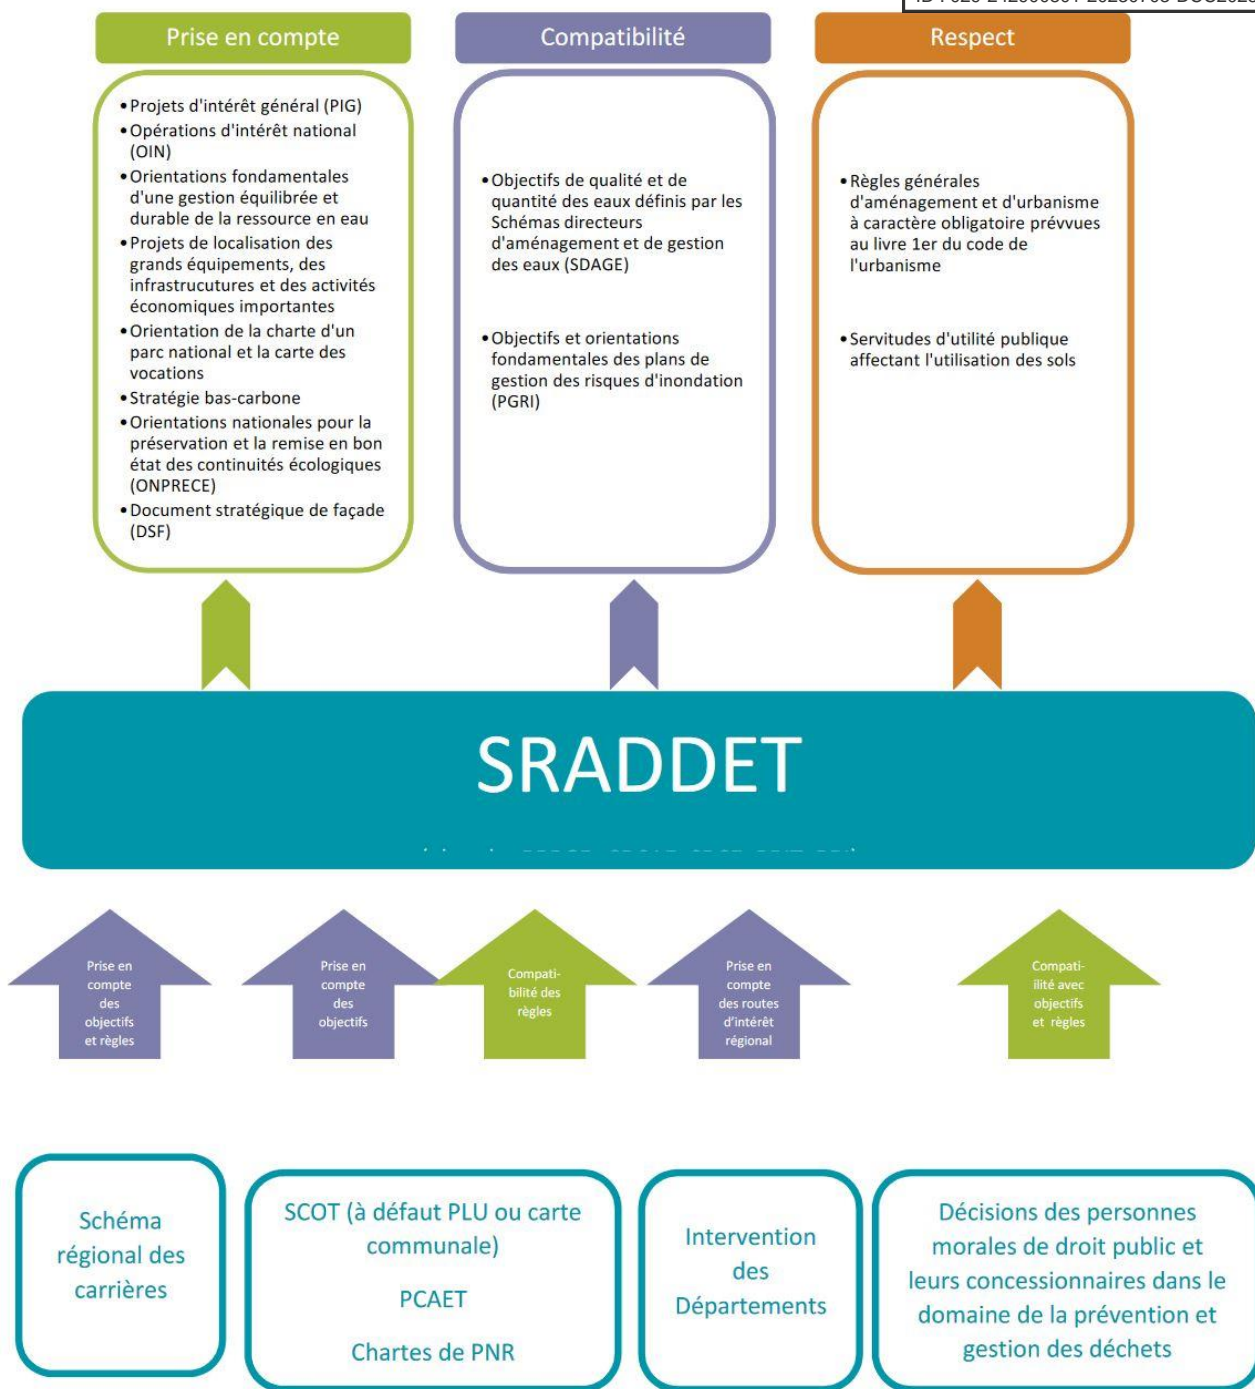 Prise en compte
Compatibilité
Respect
•Projets d'intérêt général (PIG)
•Opérations d'intérêt national
(OIN)
•Orientations fondamentales
d'une gestion équilibrée et
durable de la ressource en eau
•Projets de localisation des
grands équipements, des
infrastrucutures et des activités
économiques importantes
•Orientation de la charte d'un
parc national et la carte des
vocations
•Stratégie bas-carbone
•Orientations nationales pour la
préservation et la remise en bon
état des continuités écologiques
(ONPRECE)
•Document stratégique de façade
(DSF)
•Objectifs de qualité et de
quantité des eaux définis par les
Schémas directeurs
d'aménagement et de gestion
des eaux (SDAGE)
•Objectifs et orientations
fondamentales des plans de
gestion des risques d'inondation
(PGRI)
•Règles générales
d'aménagement et d'urbanisme
à caractère obligatoire prévvues
au livre 1er du code de
l'urbanisme
•Servitudes d'utilité publique
affectant l'utilisation des sols
SRADDET
Prise en
compte
des
objectifs
et règles
Prise en
compte
des
objectifs
Compati-
bilité des
règles
Prise en
compte
des routes
d'intérêt
régional
Compati-
ilité avec
objectifs
et règles
Schéma
régional des
carrières
SCOT (à défaut PLU ou carte
communale)
PCAET
Chartes de PNR
Intervention
des
Départements
Décisions des personnes
morales de droit public et
leurs concessionnaires dans le
domaine de la prévention et
gestion des déchets